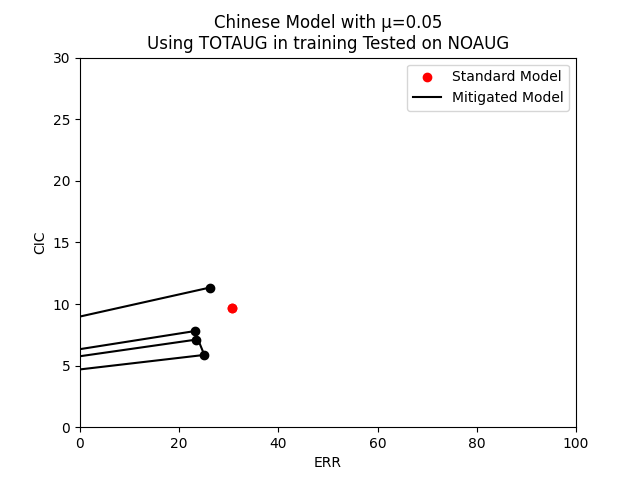 Chinese Model with μ=0.05
Using TOTAUG in training Tested on NOAUG
Standard Model
Mitigated Model
30
25
20
15
10
5
0
CIC
0 20 40 60 80 100
ERR